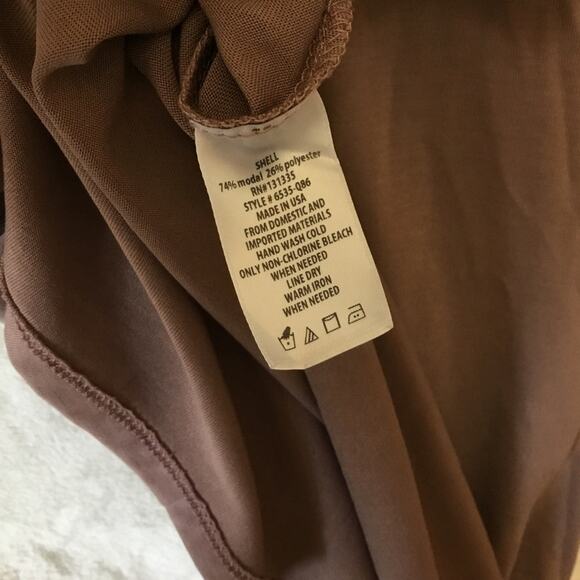 SHELL
74% modal 26% polyester
RN#131335
STYLE # 6535-Q86
MADE IN USA
FROM DOMESTIC AND
IMPORTED MATERIALS
HAND WASH COLD
ONLY NON-CHLORINE BLEACH
WHEN NEEDED
LINE DRY
WARM IRON
WHEN NEEDED